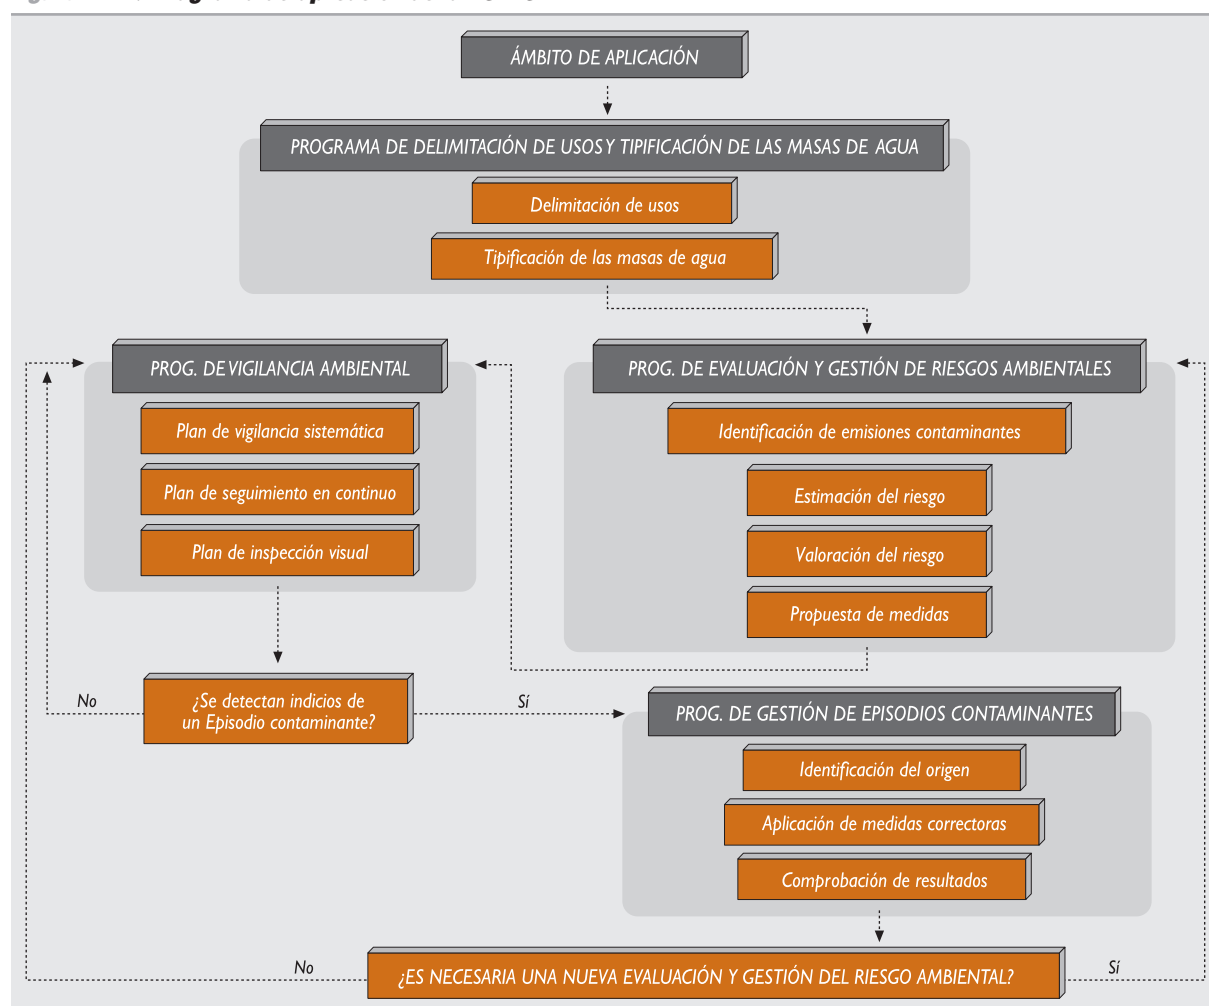 ÁMBITO DE APLICACIÓN
PROGRAMA DE DELIMITACIÓN DE USOS Y TIPIFICACIÓN DE LAS MASAS DE AGUA
Delimitación de usos
Tipificación de las masas de agua
PROG. DE VIGILANCIA AMBIENTAL
Plan de vigilancia sistemática
Plan de seguimiento en continuo
Plan de inspección visual
PROG. DE EVALUACIÓN Y GESTIÓN DE RIESGOS AMBIENTALES
Identificación de emisiones contaminantes
Estimación del riesgo
Valoración del riesgo
Propuesta de medidas
No
¿Se detectan indicios de
un Episodio contaminante?
Sí
PROG. DE GESTIÓN DE EPISODIOS CONTAMINANTES
Identificación del origen
Aplicación de medidas correctoras
Comprobación de resultados
No
¿ES NECESARIA UNA NUEVA EVALUACIÓN Y GESTIÓN DEL RIESGO AMBIENTAL?
Sí